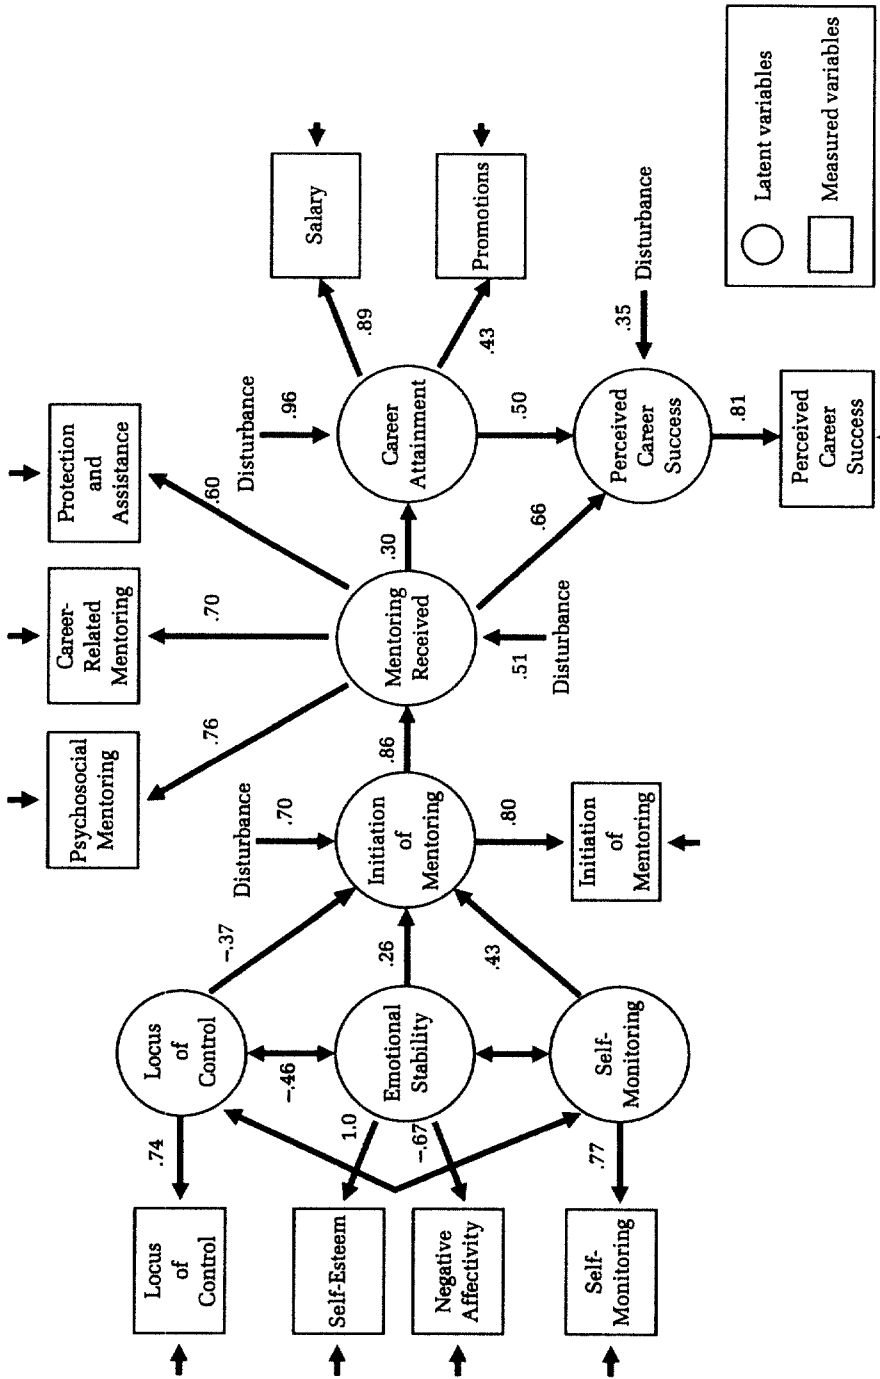 Locus
of
Control
Self-Esteem
Negative
Affectivity
Self-
Monitoring
.74
1.0
-.67
.77
Locus
of
Control
-.46
Emotional
Stability
Self-
Monitoring
-.37
.26
.43
Disturbance
.70
Initiation
of
Mentoring
.80
Initiation
of
Mentoring
.86
Psychosocial
Mentoring
Career-
Related
Mentoring
Protection
and
Assistance
.76
.70
.60
Mentoring
Received
.51
Disturbance
.30
.66
Disturbance
.96
Career
Attainment
.50
Perceived
Career
Success
.35
Disturbance
.81
Perceived
Career
Success
.89
.43
Salary
Promotions
Latent variables
Measured variables